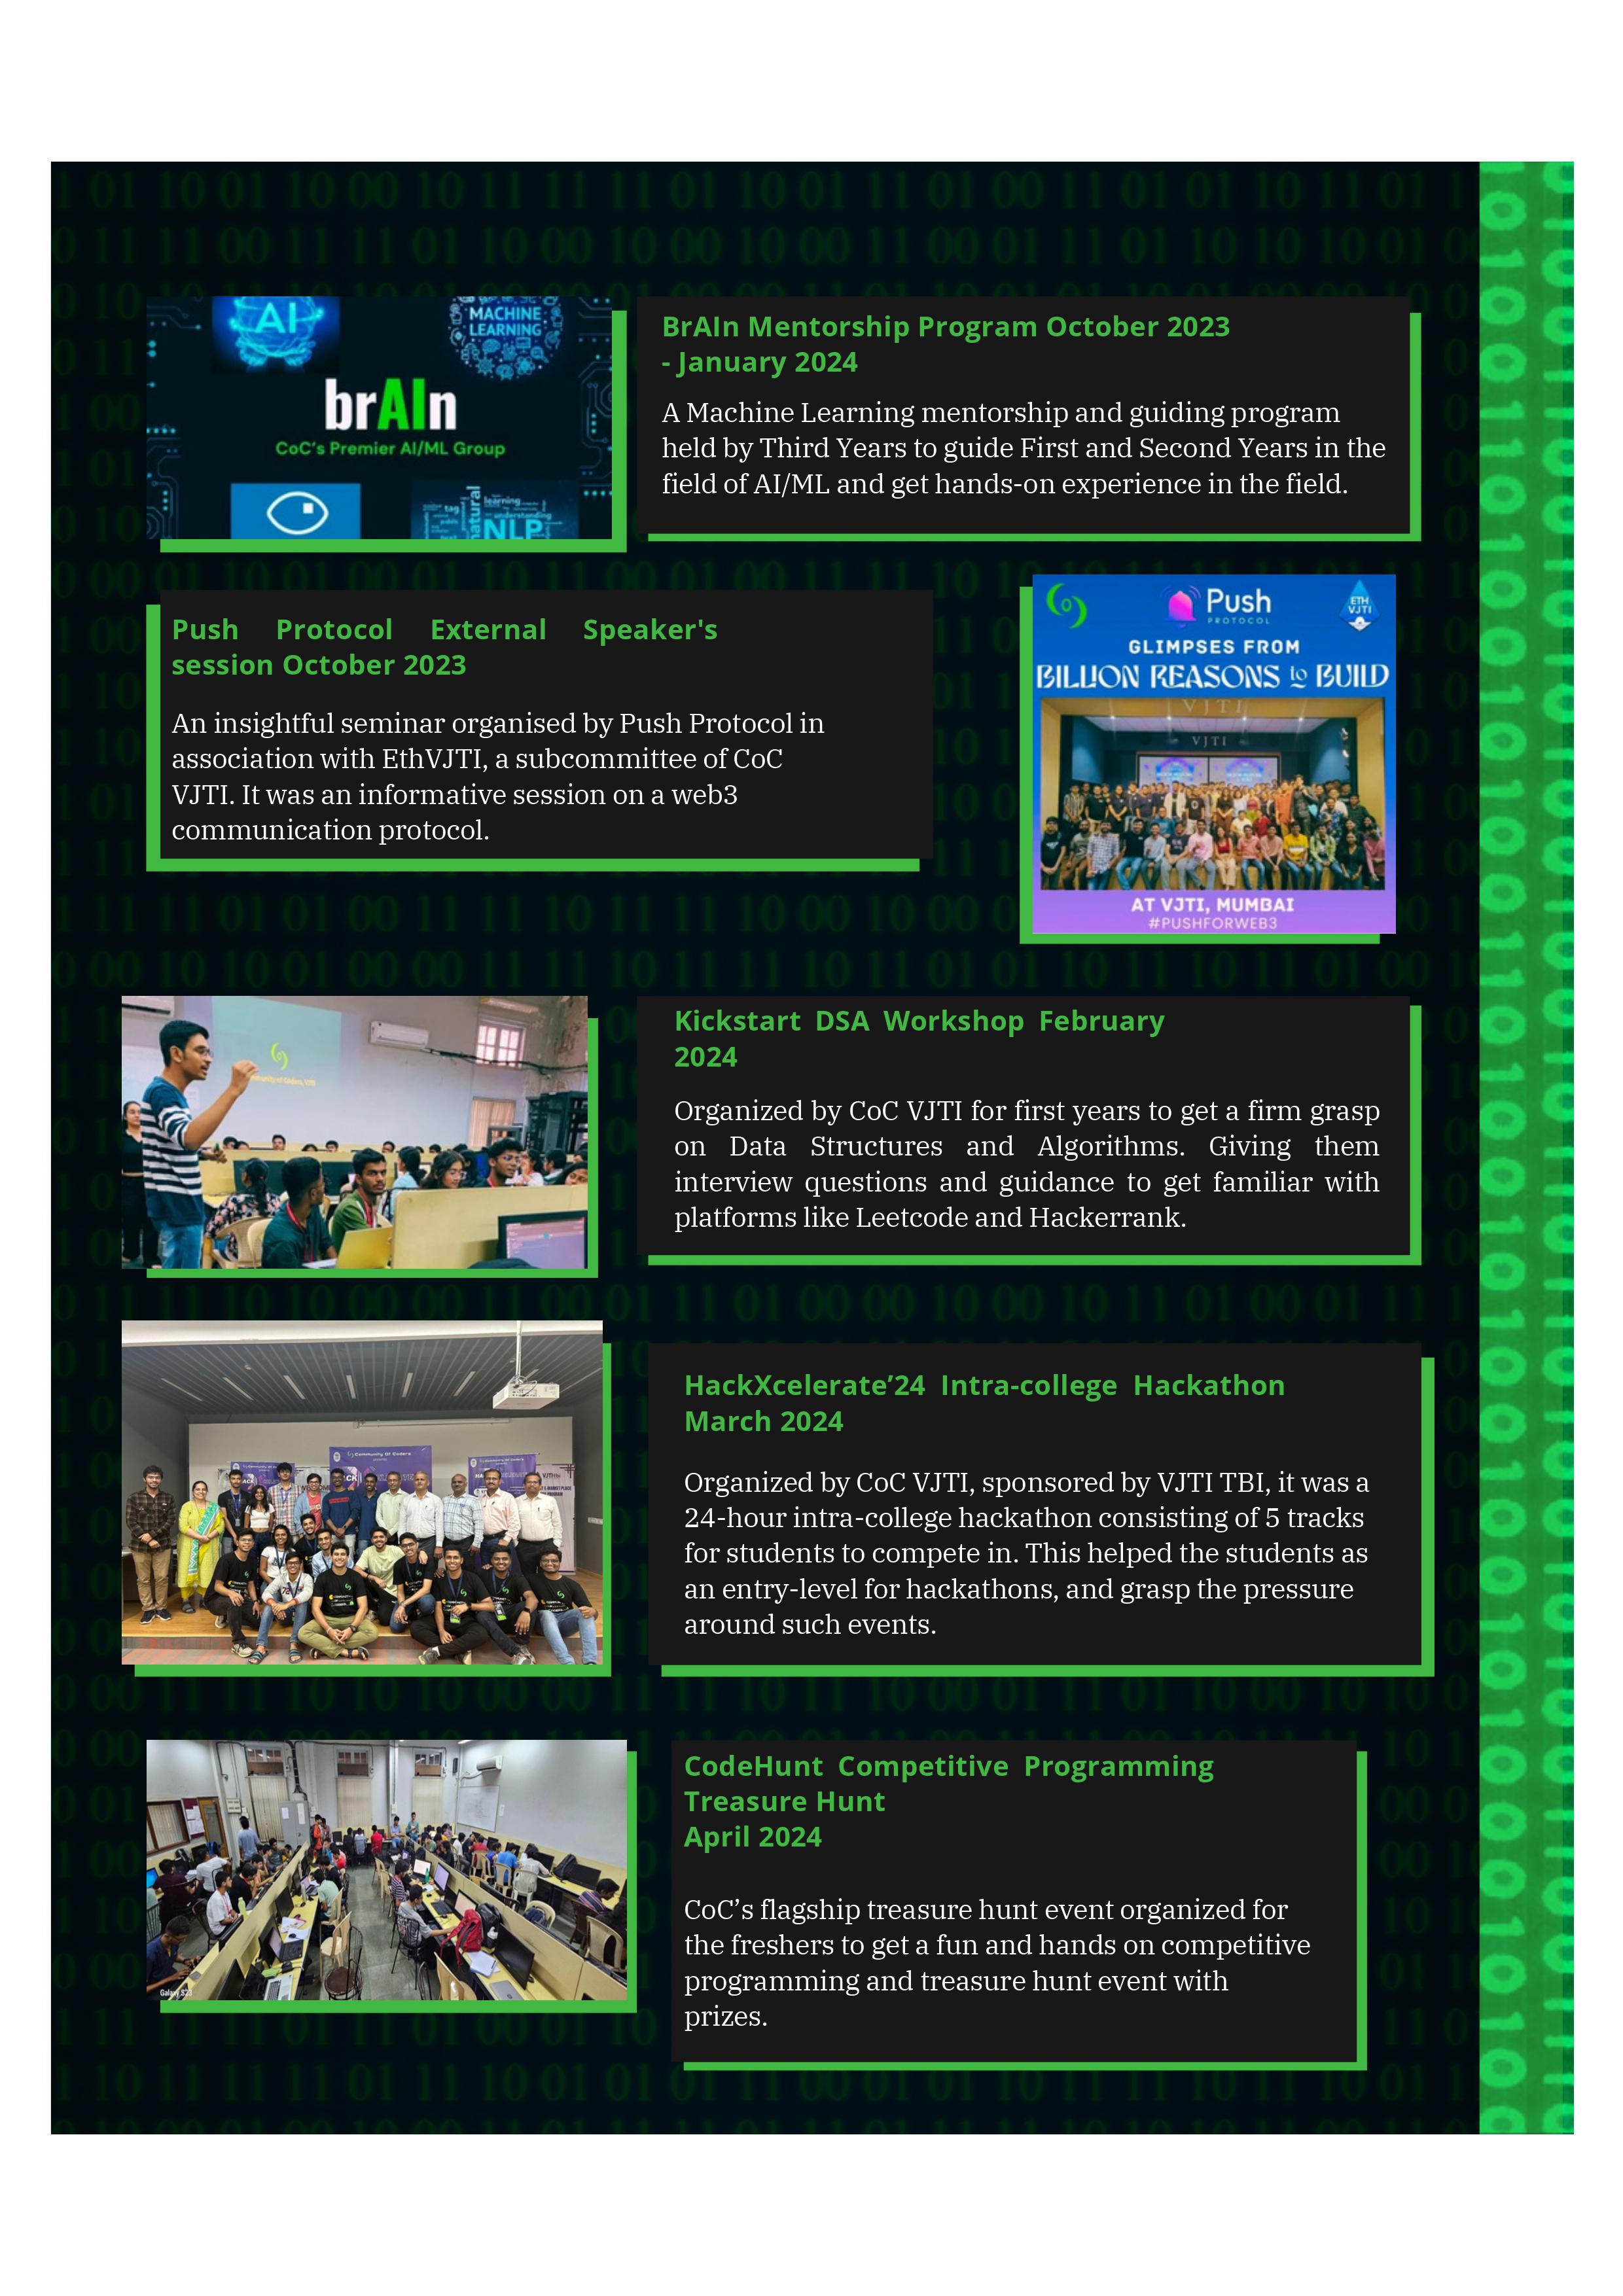 AI
MACHINE
LEARNING
brAIn
CoC's Premier AI/ML Group
learning
tag
understanding
natural
NLP
BrAIn Mentorship Program October 2023
- January 2024
A Machine Learning mentorship and guiding program
held by Third Years to guide First and Second Years in the
field of AI/ML and get hands-on experience in the field.
Push Protocol External Speaker's
session October 2023
An insightful seminar organised by Push Protocol in
association with EthVJTI, a subcommittee of CoC
VJTI. It was an informative session on a web3
communication protocol.
Push
PROTOCOL
ETH
VJTI
GLIMPSES FROM
BILLION REASONS to BUILD
VJTI
VJTI
AT VJTI, MUMBAI
#PUSHFORWEB3
Kickstart DSA Workshop February
2024
Organized by CoC VJTI for first years to get a firm grasp
on Data Structures and Algorithms. Giving them
interview questions and guidance to get familiar with
platforms like Leetcode and Hackerrank.
Community Of Coders
HackXcelerate’24 Intra-college Hackathon
March 2024
Organized by CoC VJTI, sponsored by VJTI TBI, it was a
24-hour intra-college hackathon consisting of 5 tracks
for students to compete in. This helped the students as
an entry-level for hackathons, and grasp the pressure
around such events.
Galaxy S23
CodeHunt Competitive Programming
Treasure Hunt
April 2024
CoC’s flagship treasure hunt event organized for
the freshers to get a fun and hands on competitive
programming and treasure hunt event with
prizes.